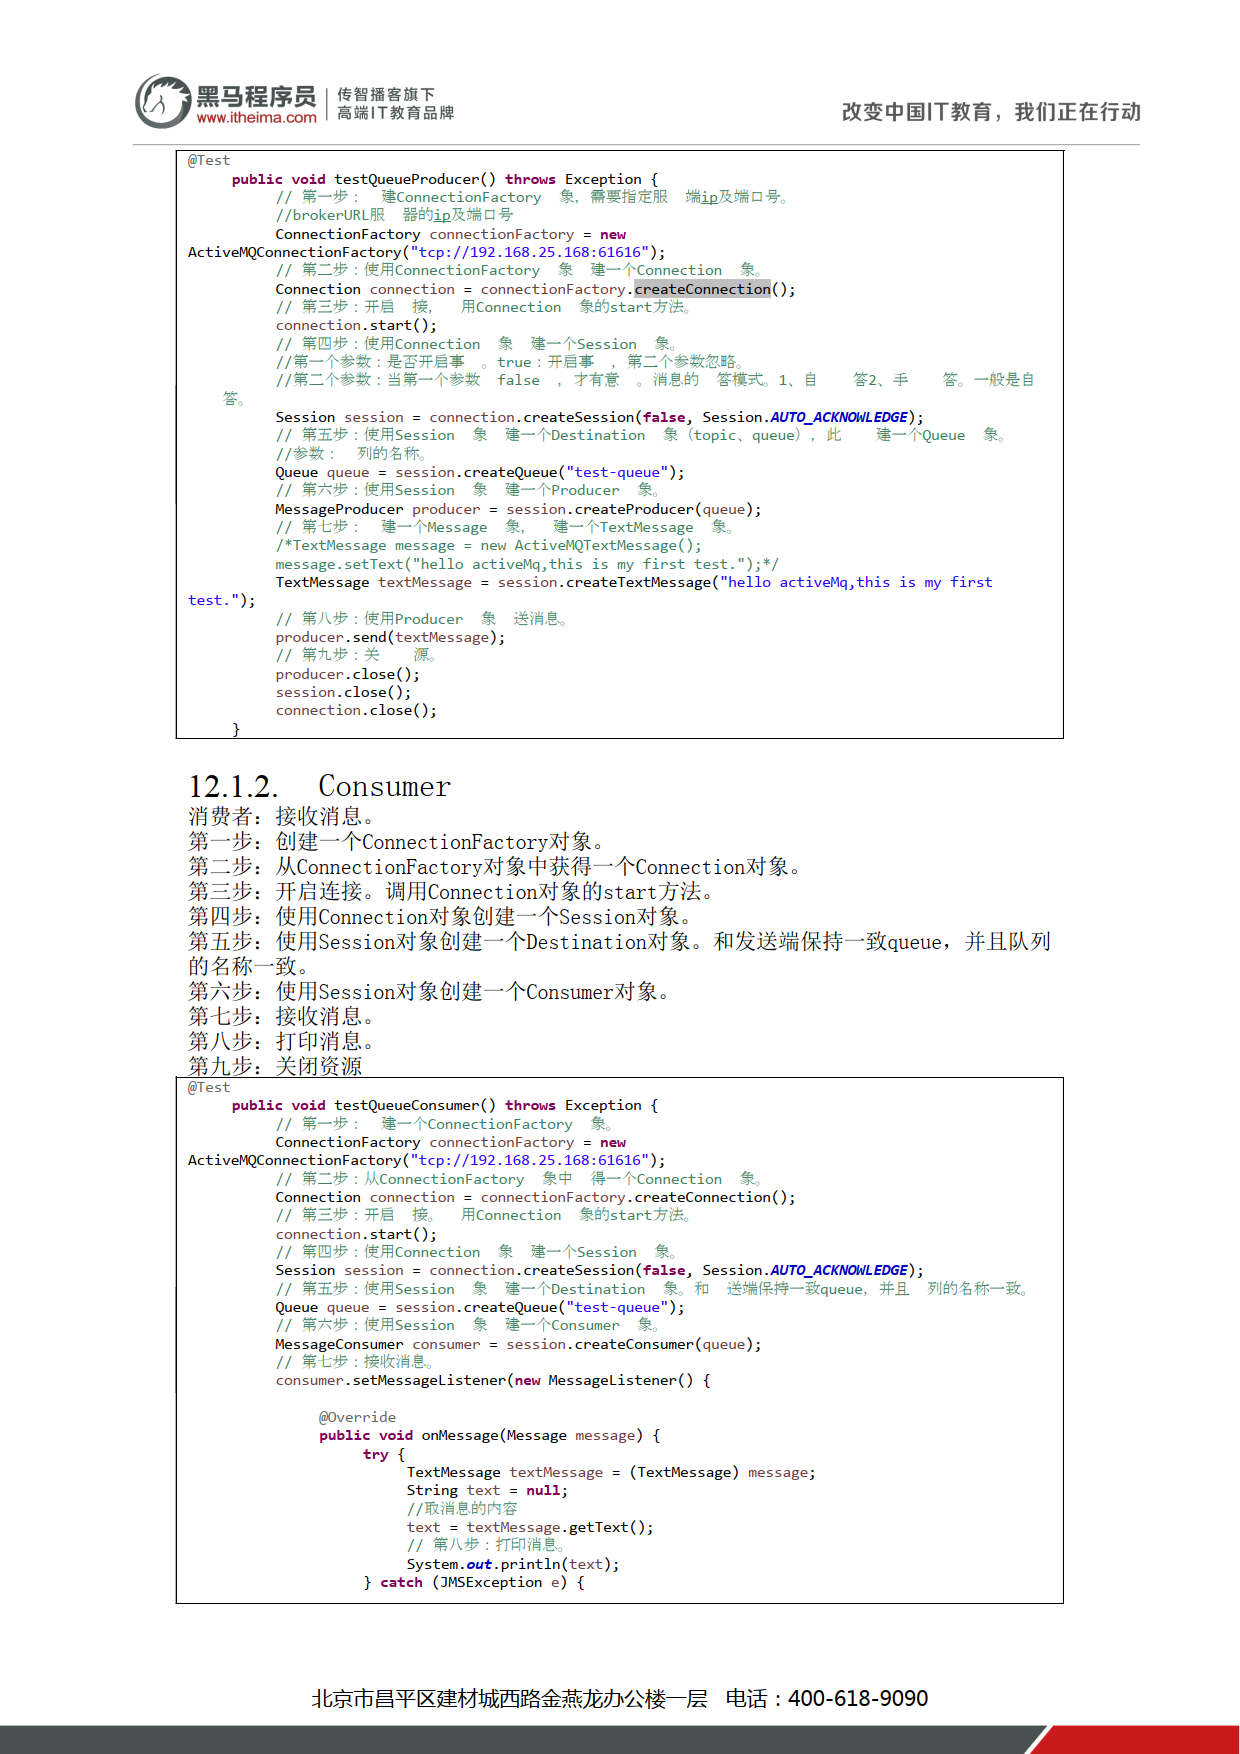 黑马程序员
www.itheima.com
传智播客旗下
高端IT教育品牌
改变中国IT教育，我们正在行动
@Test
public void testQueueProducer() throws Exception {
// 第一步： 建ConnectionFactory 象，需要指定服 端ip及端口号。
//brokerURL服 器的ip及端口号
ConnectionFactory connectionFactory = new
ActiveMQConnectionFactory("tcp://192.168.25.168:61616");
// 第二步：使用ConnectionFactory 象 建一个Connection 象。
Connection connection = connectionFactory.createConnection();
// 第三步：开启 接， 用Connection 象的start方法。
connection.start();
// 第四步：使用Connection 象 建一个Session 象。
//第一个参数：是否开启事 。true：开启事 ，第二个参数忽略。
//第二个参数：当第一个参数 false ，才有意 。消息的 答模式。1、自 答2、手 答。一般是自
答。
Session session = connection.createSession(false, Session.AUTO_ACKNOWLEDGE);
// 第五步：使用Session 象 建一个Destination 象（topic、queue），此 建一个Queue 象。
//参数： 列的名称。
Queue queue = session.createQueue("test-queue");
// 第六步：使用Session 象 建一个Producer 象。
MessageProducer producer = session.createProducer(queue);
// 第七步： 建一个Message 象， 建一个TextMessage 象。
/*TextMessage message = new ActiveMQTextMessage();
message.setText("hello activeMq,this is my first test.");*/
TextMessage textMessage = session.createTextMessage("hello activeMq,this is my first
test.");
// 第八步：使用Producer 象 送消息。
producer.send(textMessage);
// 第九步：关 源。
producer.close();
session.close();
connection.close();
}
12.1.2. Consumer
消费者：接收消息。
第一步：创建一个ConnectionFactory对象。
第二步：从ConnectionFactory对象中获得一个Connection对象。
第三步：开启连接。调用Connection对象的start方法。
第四步：使用Connection对象创建一个Session对象。
第五步：使用Session对象创建一个Destination对象。和发送端保持一致queue，并且队列
的名称一致。
第六步：使用Session对象创建一个Consumer对象。
第七步：接收消息。
第八步：打印消息。
第九步：关闭资源
@Test
public void testQueueConsumer() throws Exception {
// 第一步： 建一个ConnectionFactory 象。
ConnectionFactory connectionFactory = new
ActiveMQConnectionFactory("tcp://192.168.25.168:61616");
// 第二步：从ConnectionFactory 象中 得一个Connection 象。
Connection connection = connectionFactory.createConnection();
// 第三步：开启 接。 用Connection 象的start方法。
connection.start();
// 第四步：使用Connection 象 建一个Session 象。
Session session = connection.createSession(false, Session.AUTO_ACKNOWLEDGE);
// 第五步：使用Session 象 建一个Destination 象。和 送端保持一致queue，并且 列的名称一致。
Queue queue = session.createQueue("test-queue");
// 第六步：使用Session 象 建一个Consumer 象。
MessageConsumer consumer = session.createConsumer(queue);
// 第七步：接收消息。
consumer.setMessageListener(new MessageListener() {
@Override
public void onMessage(Message message) {
try {
TextMessage textMessage = (TextMessage) message;
String text = null;
//取消息的内容
text = textMessage.getText();
// 第八步：打印消息。
System.out.println(text);
} catch (JMSException e) {
北京市昌平区建材城西路金燕龙办公楼一层 电话：400-618-9090